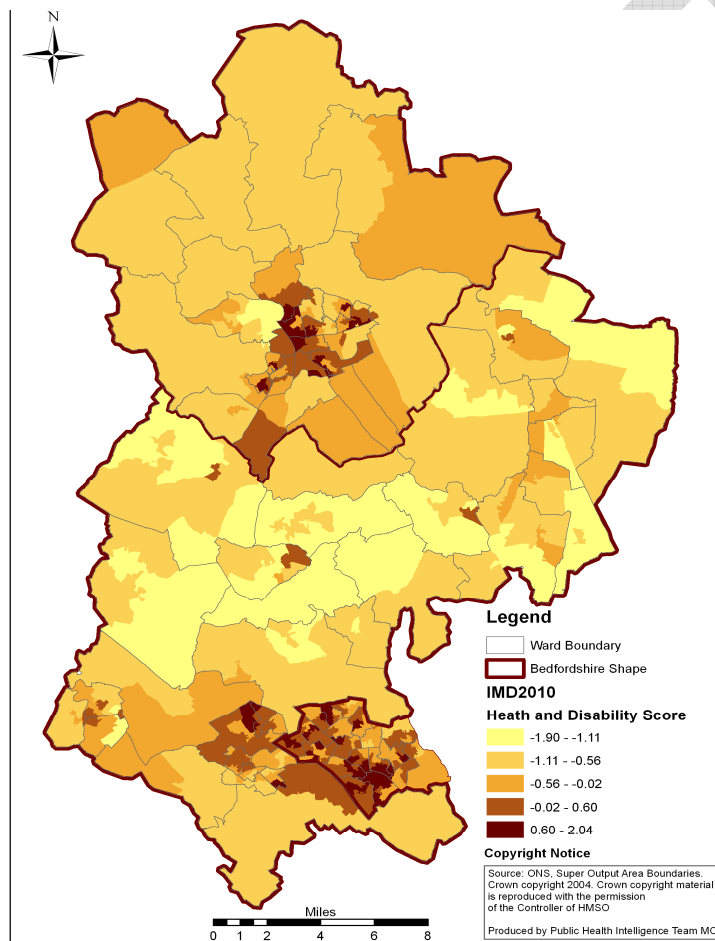 N
Legend
Ward Boundary
Bedfordshire Shape
IMD2010
Heath and Disability Score
-1.90 - -1.11
-1.11 - -0.56
-0.56 - -0.02
-0.02 - 0.60
0.60 - 2.04
Copyright Notice
Source: ONS, Super Output Area Boundaries.
Crown copyright 2004. Crown copyright material
is reproduced with the permission
of the Controller of HMSO
Produced by Public Health Intelligence Team MC
Miles
0 1 2 4 6 8